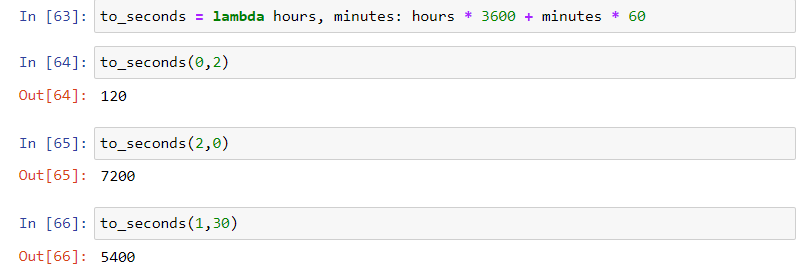 In [63]: to_seconds = lambda hours, minutes: hours * 3600 + minutes * 60
In [64]: to_seconds(0,2)
Out[64]: 120
In [65]: to_seconds(2,0)
Out[65]: 7200
In [66]: to_seconds(1,30)
Out[66]: 5400